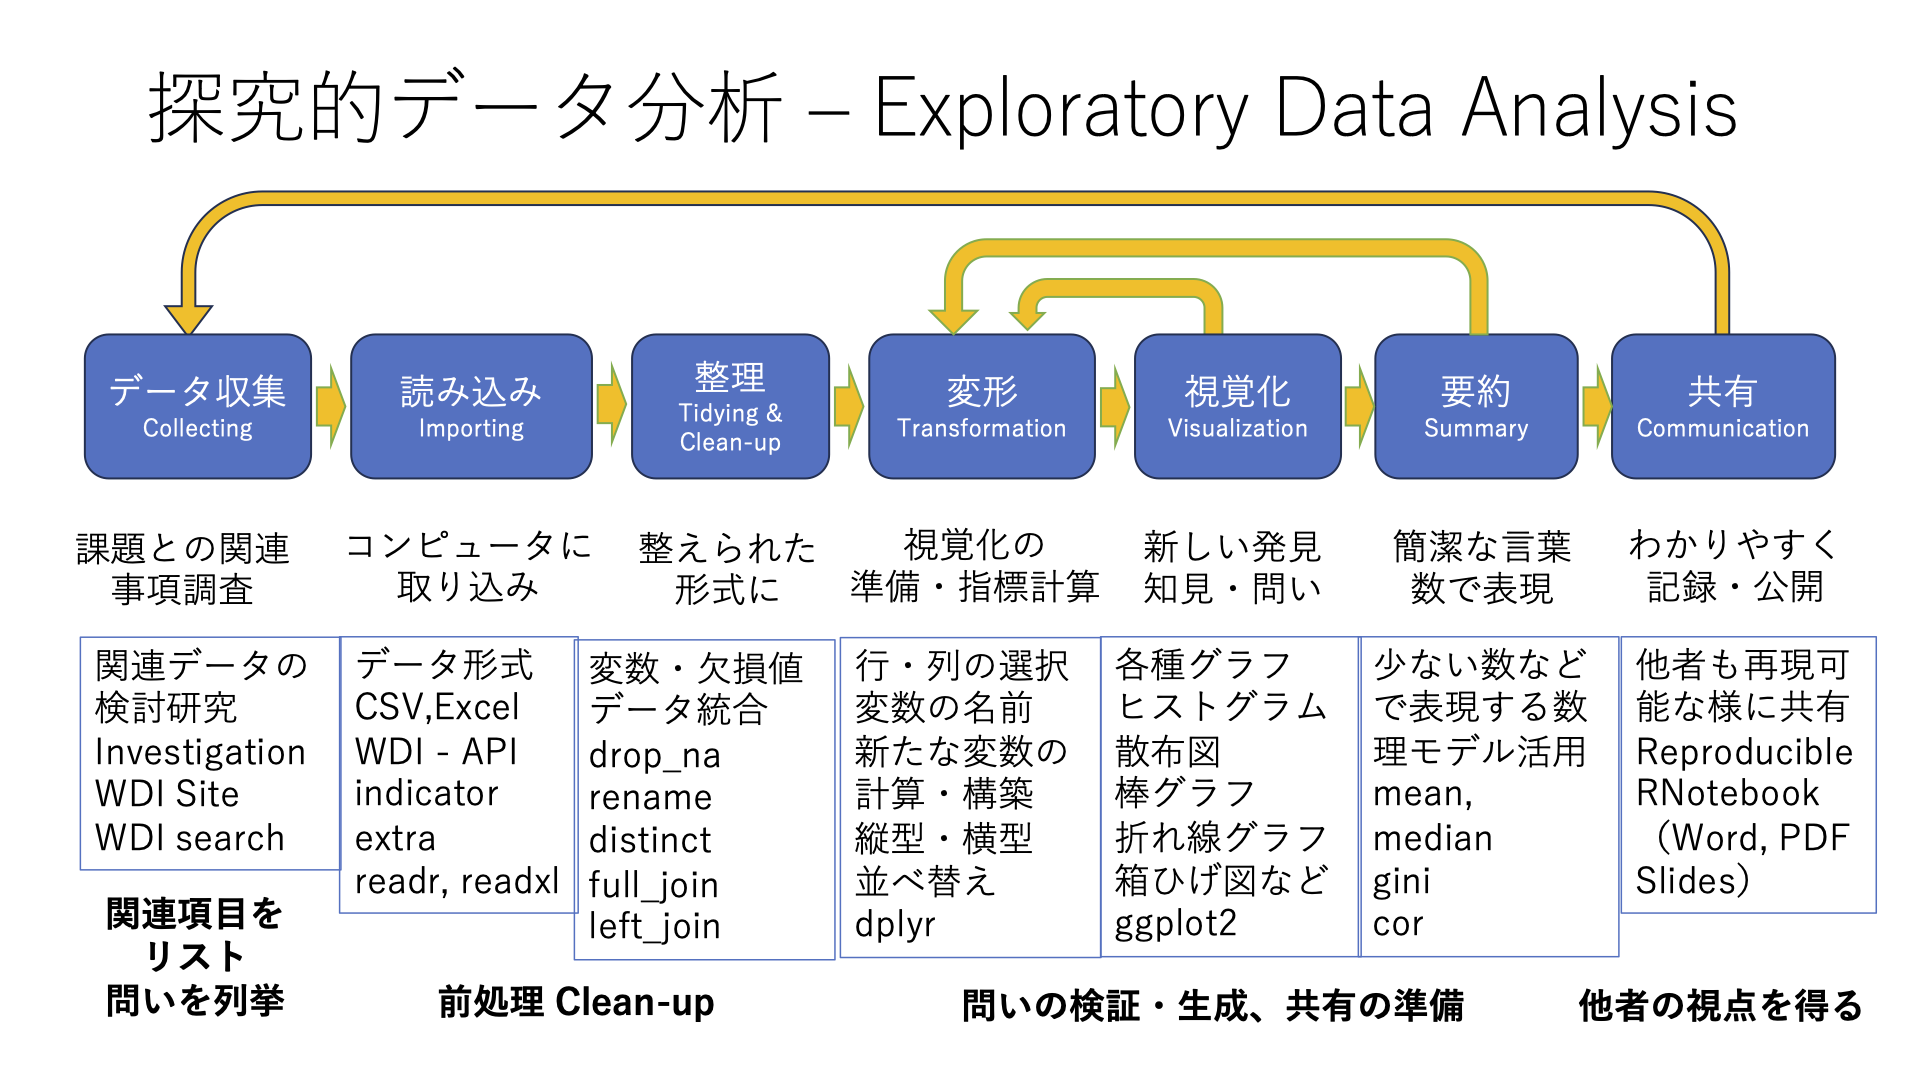 探究的データ分析 – Exploratory Data Analysis
データ収集
Collecting
読み込み
Importing
整理
Tidying &
Clean-up
変形
Transformation
視覚化
Visualization
要約
Summary
共有
Communication
課題との関連
事項調査
コンピュータに
取り込み
整えられた
形式に
視覚化の
準備・指標計算
新しい発見
知見・問い
簡潔な言葉
数で表現
わかりやすく
記録・公開
関連データの
検討研究
Investigation
WDI Site
WDI search
データ形式
CSV,Excel
WDI - API
indicator
extra
readr, readxl
変数・欠損値
データ統合
drop_na
rename
distinct
full_join
left_join
行・列の選択
変数の名前
新たな変数の
計算・構築
縦型・横型
並べ替え
dplyr
各種グラフ
ヒストグラム
散布図
棒グラフ
折れ線グラフ
箱ひげ図など
ggplot2
少ない数など
で表現する数
理モデル活用
mean,
median
gini
cor
他者も再現可
能な様に共有
Reproducible
RNotebook
（Word, PDF
Slides）
関連項目を
リスト
問いを列挙
前処理 Clean-up
問いの検証・生成、共有の準備
他者の視点を得る